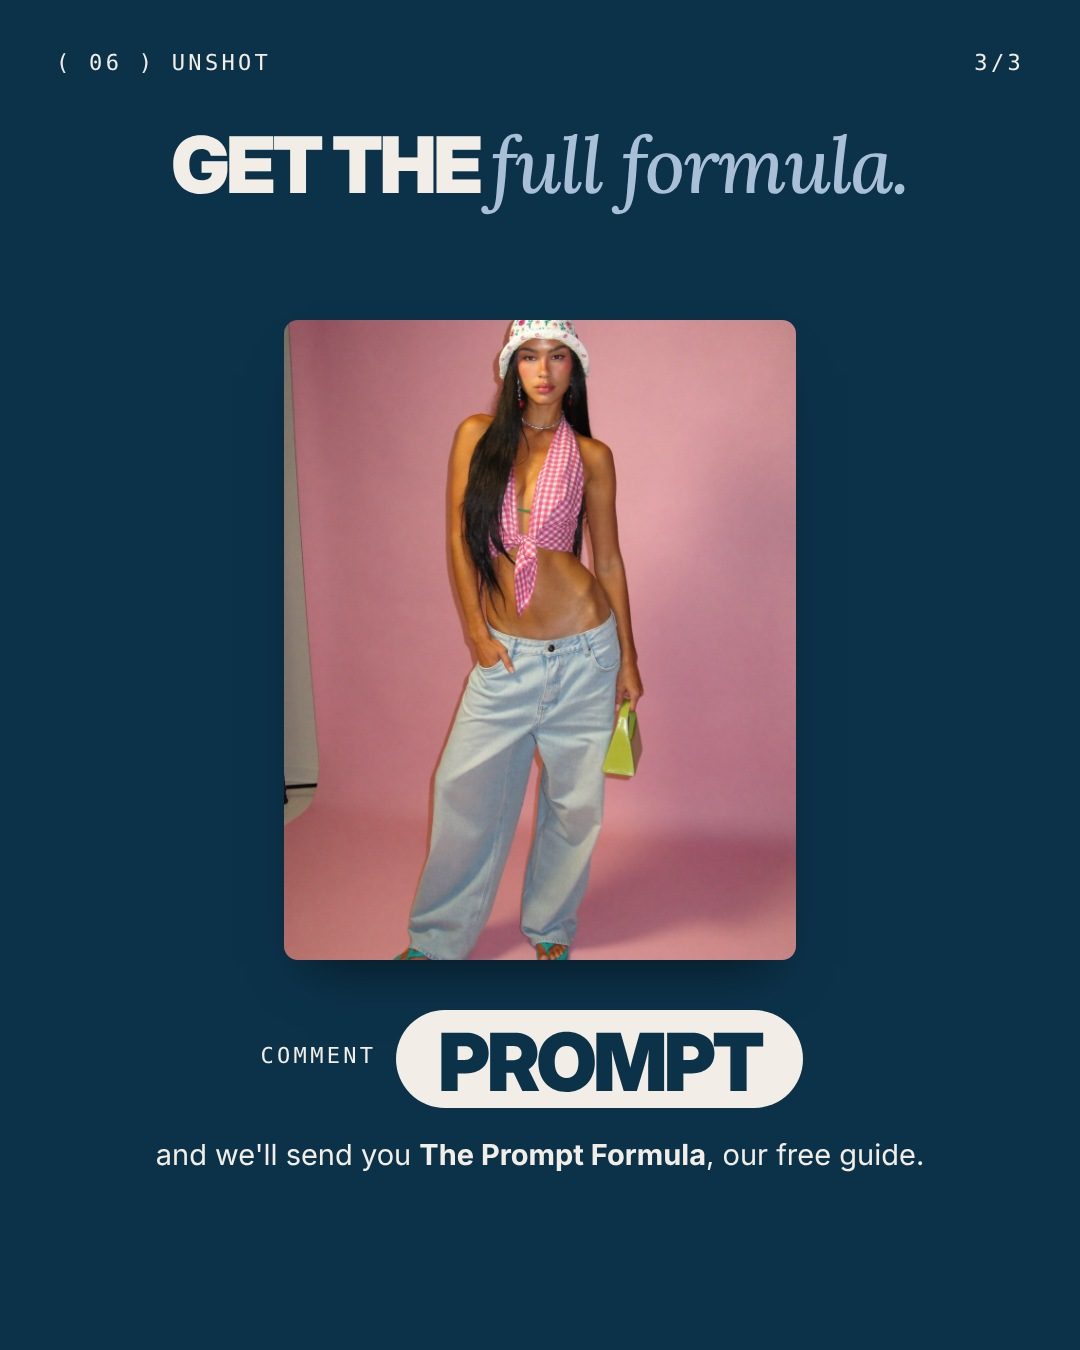 ( 06 ) UNSHOT
3/3
GET THE full formula.
COMMENT PROMPT
and we'll send you The Prompt Formula, our free guide.